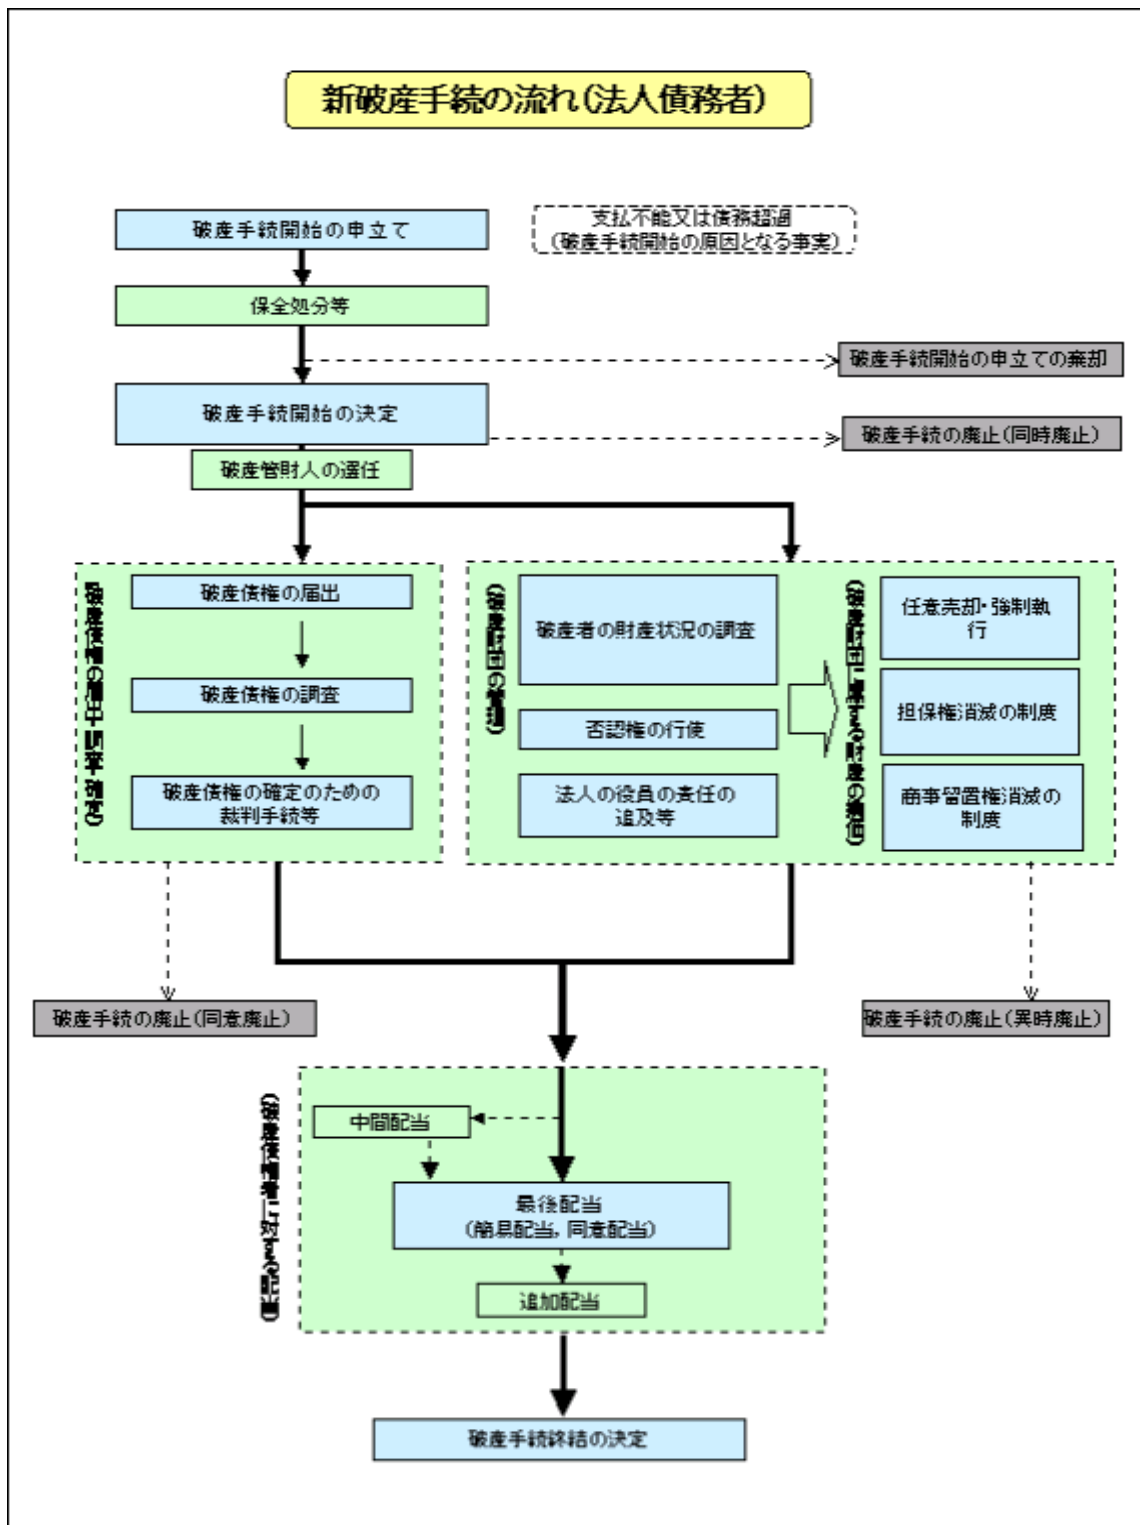 新破産手続の流れ(法人債務者)
破産手続開始の申立て
支払不能又は債務超過
(破産手続開始の原因となる事実)
保全処分等
破産手続開始の申立ての棄却
破産手続開始の決定
破産手続の廃止(同時廃止)
破産管財人の選任
(破産債権の届出・調査・確定)
破産債権の届出
破産債権の調査
破産債権の確定のための
裁判手続等
(破産財団の管理)
破産者の財産状況の調査
否認権の行使
法人の役員の責任の
追及等
(破産財団に属する財産の換価)
任意売却・強制執
行
担保権消滅の制度
商事留置権消滅の
制度
破産手続の廃止(同意廃止)
破産手続の廃止(異時廃止)
(破産債権者に対する配当)
中間配当
最後配当
(簡易配当, 同意配当)
追加配当
破産手続終結の決定